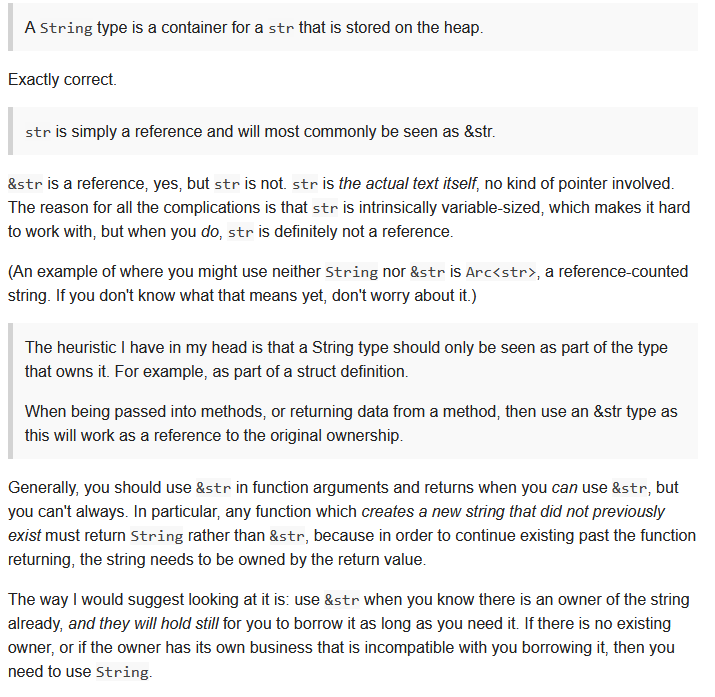 A String type is a container for a str that is stored on the heap.
Exactly correct.
str is simply a reference and will most commonly be seen as &str.
&str is a reference, yes, but str is not. str is the actual text itself, no kind of pointer involved.
The reason for all the complications is that str is intrinsically variable-sized, which makes it hard
to work with, but when you do, str is definitely not a reference.
(An example of where you might use neither String nor &str is Arc<str>, a reference-counted
string. If you don't know what that means yet, don't worry about it.)
The heuristic I have in my head is that a String type should only be seen as part of the type
that owns it. For example, as part of a struct definition.
When being passed into methods, or returning data from a method, then use an &str type as
this will work as a reference to the original ownership.
Generally, you should use &str in function arguments and returns when you can use &str, but
you can't always. In particular, any function which creates a new string that did not previously
exist must return String rather than &str, because in order to continue existing past the function
returning, the string needs to be owned by the return value.
The way I would suggest looking at it is: use &str when you know there is an owner of the string
already, and they will hold still for you to borrow it as long as you need it. If there is no existing
owner, or if the owner has its own business that is incompatible with you borrowing it, then you
need to use String.